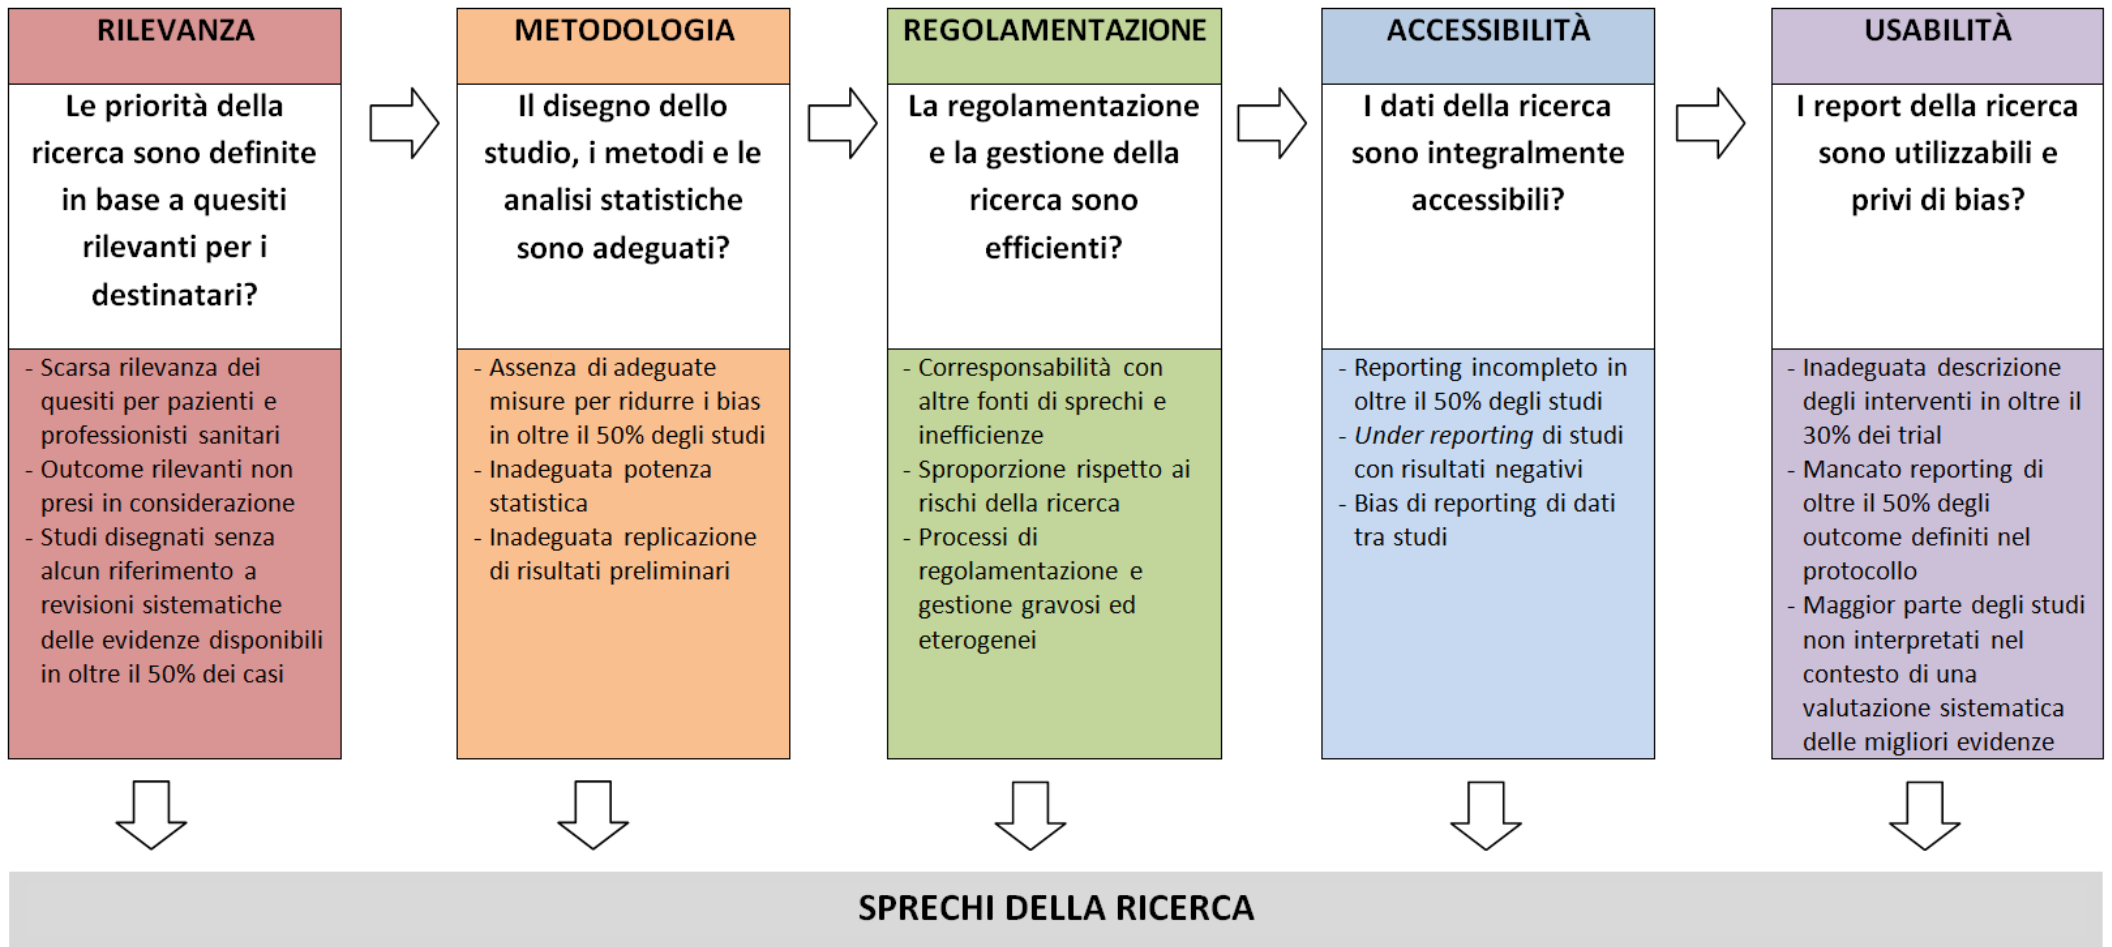 RILEVANZA
Le priorità della
ricerca sono definite
in base a quesiti
rilevanti per i
destinatari?
- Scarsa rilevanza dei
quesiti per pazienti e
professionisti sanitari
- Outcome rilevanti non
presi in considerazione
- Studi disegnati senza
alcun riferimento a
revisioni sistematiche
delle evidenze disponibili
in oltre il 50% dei casi
METODOLOGIA
Il disegno dello
studio, i metodi e le
analisi statistiche
sono adeguati?
- Assenza di adeguate
misure per ridurre i bias
in oltre il 50% degli studi
- Inadeguata potenza
statistica
- Inadeguata replicazione
di risultati preliminari
REGOLAMENTAZIONE
La regolamentazione
e la gestione della
ricerca sono
efficienti?
- Corresponsabilità con
altre fonti di sprechi e
inefficienze
- Sproporzione rispetto ai
rischi della ricerca
- Processi di
regolamentazione e
gestione gravosi ed
eterogenei
ACCESSIBILITÀ
I dati della ricerca
sono integralmente
accessibili?
- Reporting incompleto in
oltre il 50% degli studi
- Under reporting di studi
con risultati negativi
- Bias di reporting di dati
tra studi
USABILITÀ
I report della ricerca
sono utilizzabili e
privi di bias?
- Inadeguata descrizione
degli interventi in oltre il
30% dei trial
- Mancato reporting di
oltre il 50% degli
outcome definiti nel
protocollo
- Maggior parte degli studi
non interpretati nel
contesto di una
valutazione sistematica
delle migliori evidenze
SPRECHI DELLA RICERCA